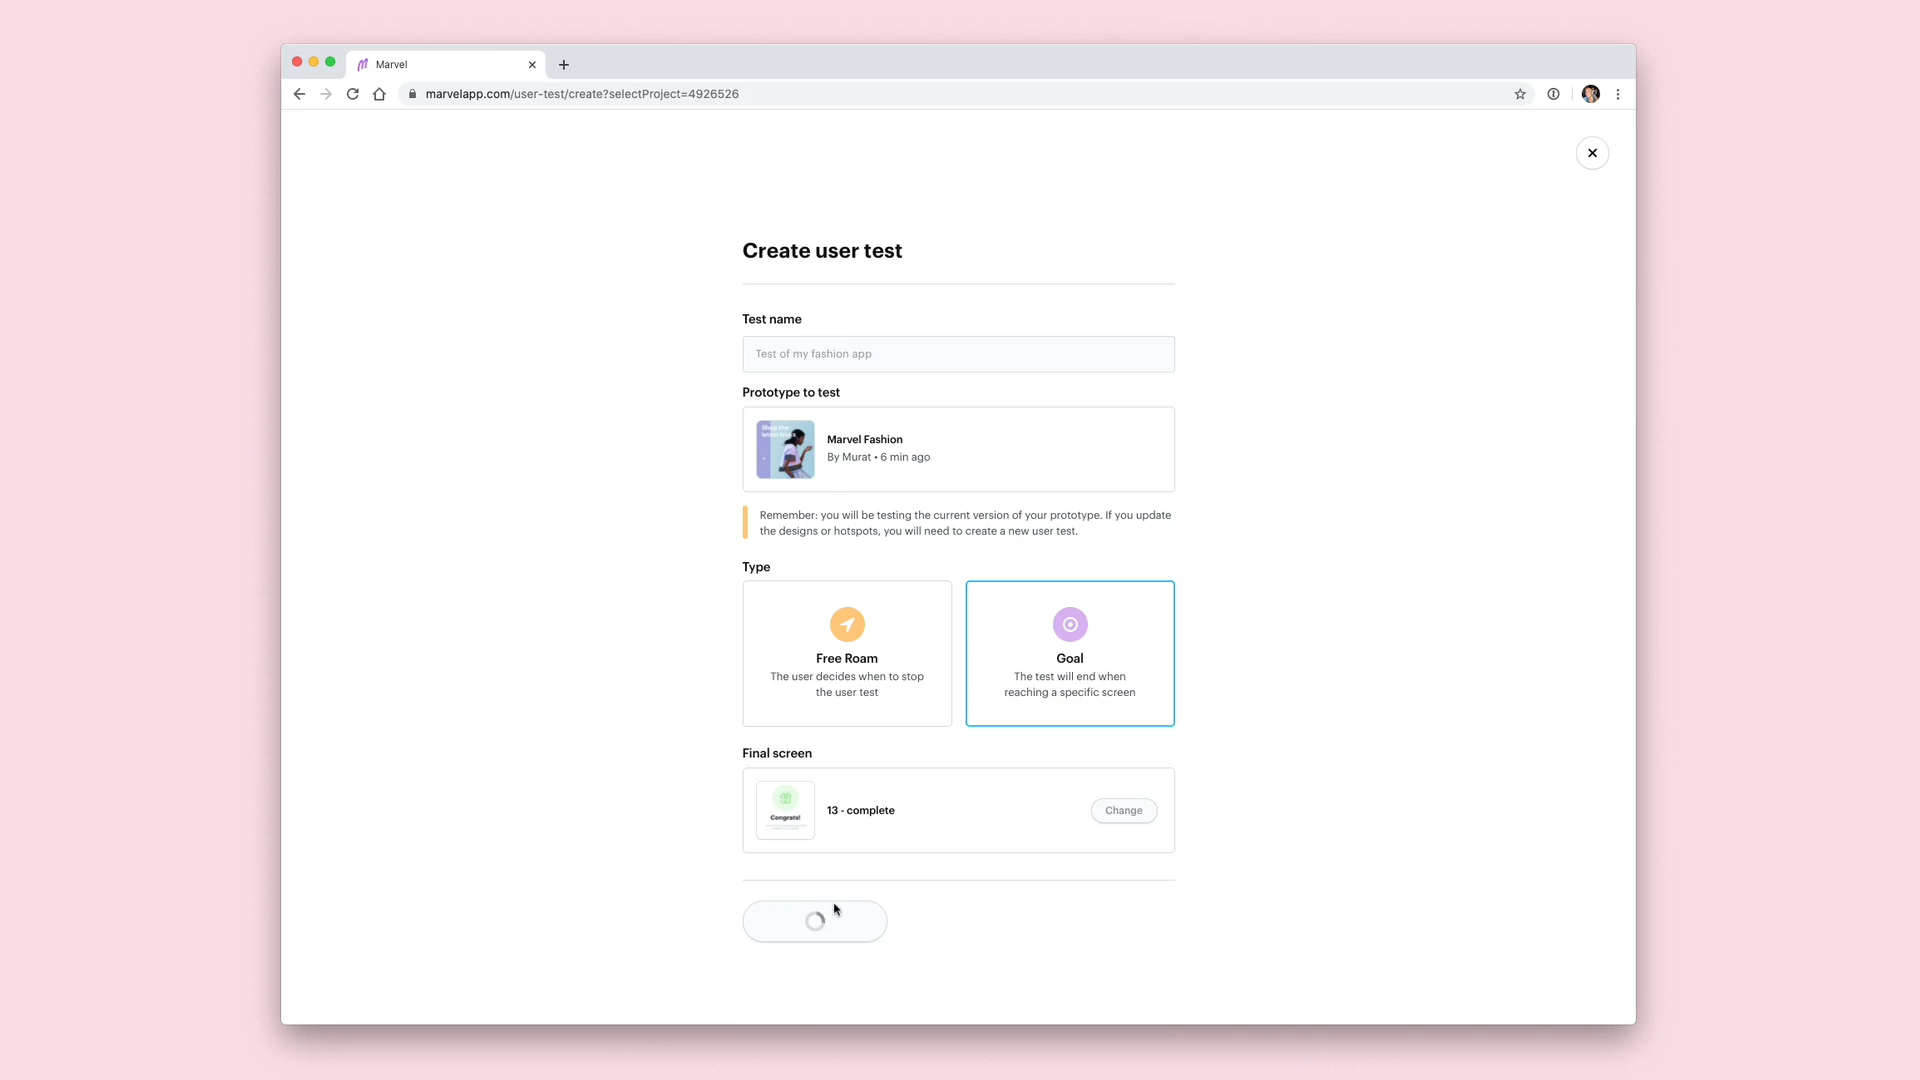 Marvel
marvelapp.com/user-test/create?selectProject=4926526
Create user test
Test name
Test of my fashion app
Prototype to test
Shop the
Marvel Fashion
By Murat • 6 min ago
Remember: you will be testing the current version of your prototype. If you update
the designs or hotspots, you will need to create a new user test.
Type
Free Roam
The user decides when to stop
the user test
Goal
The test will end when
reaching a specific screen
Final screen
Congrats!
13 - complete
Change